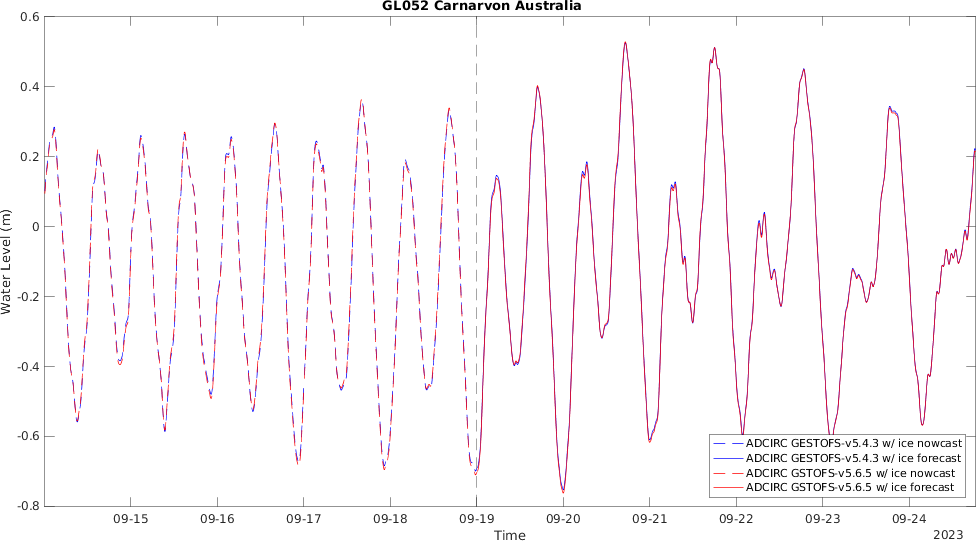 GL052 Carnarvon Australia
0.6
0.4
0.2
0
-0.2
-0.4
-0.6
-0.8
Water Level (m)
ADCIRC GESTOFS-v5.4.3 w/ ice nowcast
ADCIRC GESTOFS-v5.4.3 w/ ice forecast
ADCIRC GSTOFS-v5.6.5 w/ ice nowcast
ADCIRC GSTOFS-v5.6.5 w/ ice forecast
09-15 09-16 09-17 09-18 09-19 09-20 09-21 09-22 09-23 09-24
Time
2023